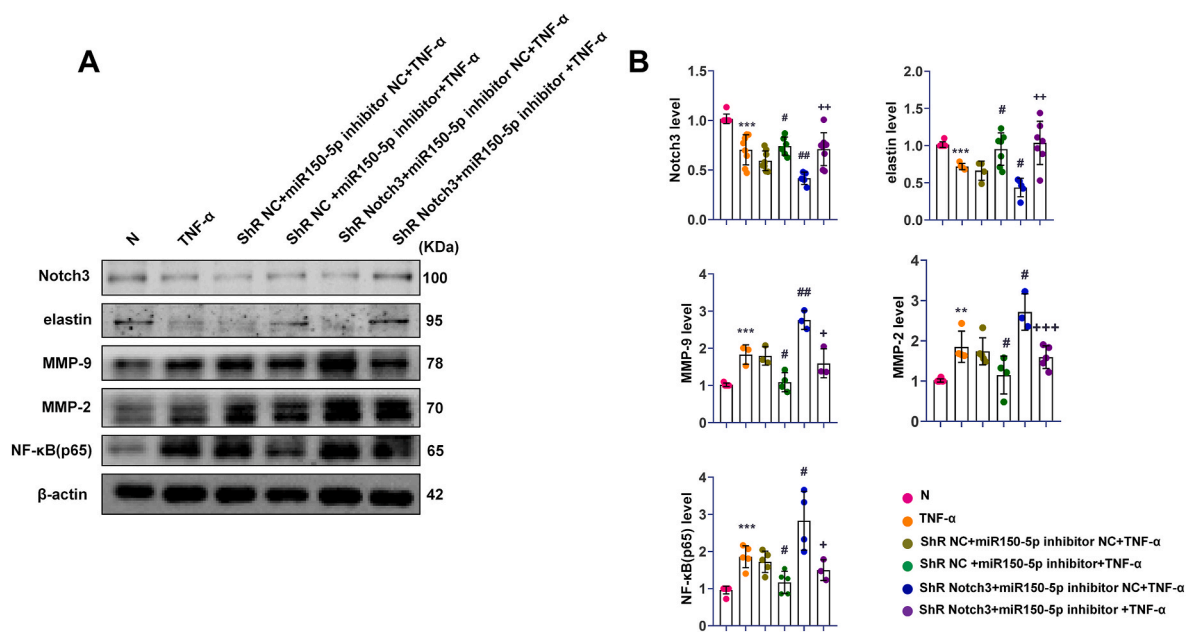 A
N
TNF-α
ShR NC+miR150-5p inhibitor NC+TNF-α
ShR NC +miR150-5p inhibitor+TNF-α
ShR Notch3+miR150-5p inhibitor NC+TNF-α
ShR Notch3+miR150-5p inhibitor +TNF-α
(KDa)
Notch3 100
elastin 95
MMP-9 78
MMP-2 70
NF-κB(p65) 65
β-actin 42
B
Notch3 level
1.5
1.0
0.5
0.0
***
#
##
++
elastin level
2.0
1.5
1.0
0.5
0.0
***
#
#
++
MMP-9 level
4
3
2
1
0
***
#
##
+
MMP-2 level
4
3
2
1
0
**
#
#
+++
NF-κB(p65) level
4
3
2
1
0
***
#
#
+
N
TNF-α
ShR NC+miR150-5p inhibitor NC+TNF-α
ShR NC +miR150-5p inhibitor+TNF-α
ShR Notch3+miR150-5p inhibitor NC+TNF-α
ShR Notch3+miR150-5p inhibitor +TNF-α